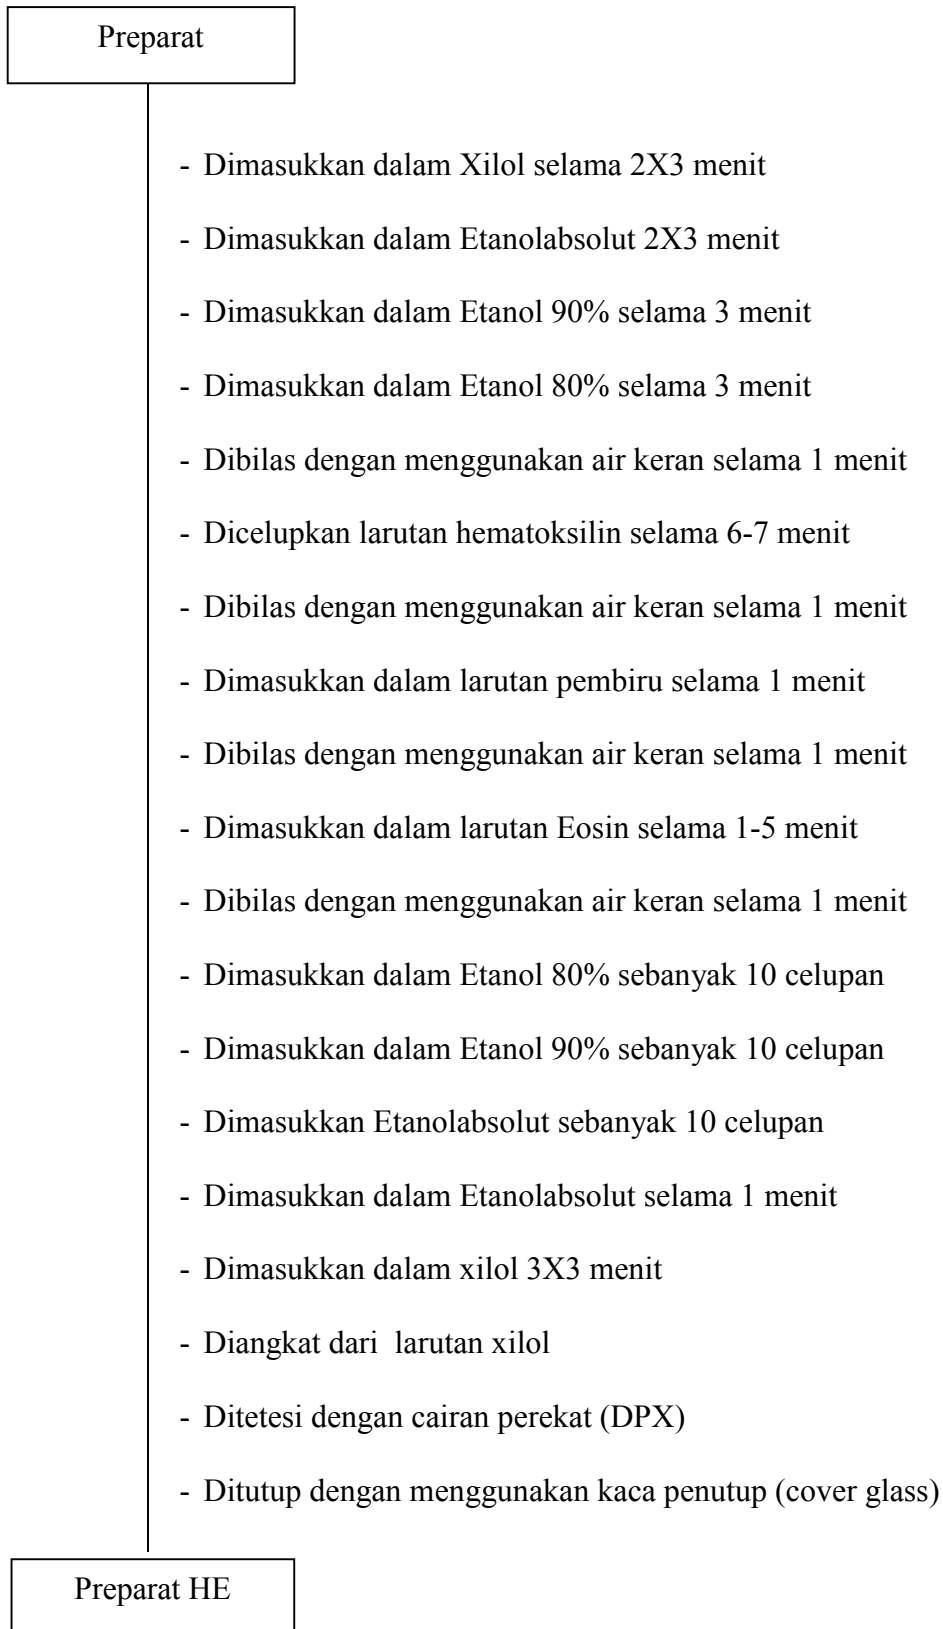 Preparat
- Dimasukkan dalam Xilol selama 2X3 menit
- Dimasukkan dalam Etanolabsolut 2X3 menit
- Dimasukkan dalam Etanol 90% selama 3 menit
- Dimasukkan dalam Etanol 80% selama 3 menit
- Dibilas dengan menggunakan air keran selama 1 menit
- Dicelupkan larutan hematoksilin selama 6-7 menit
- Dibilas dengan menggunakan air keran selama 1 menit
- Dimasukkan dalam larutan pembiru selama 1 menit
- Dibilas dengan menggunakan air keran selama 1 menit
- Dimasukkan dalam larutan Eosin selama 1-5 menit
- Dibilas dengan menggunakan air keran selama 1 menit
- Dimasukkan dalam Etanol 80% sebanyak 10 celupan
- Dimasukkan dalam Etanol 90% sebanyak 10 celupan
- Dimasukkan Etanolabsolut sebanyak 10 celupan
- Dimasukkan dalam Etanolabsolut selama 1 menit
- Dimasukkan dalam xilol 3X3 menit
- Diangkat dari  larutan xilol
- Ditetesi dengan cairan perekat (DPX)
- Ditutup dengan menggunakan kaca penutup (cover glass)
Preparat HE